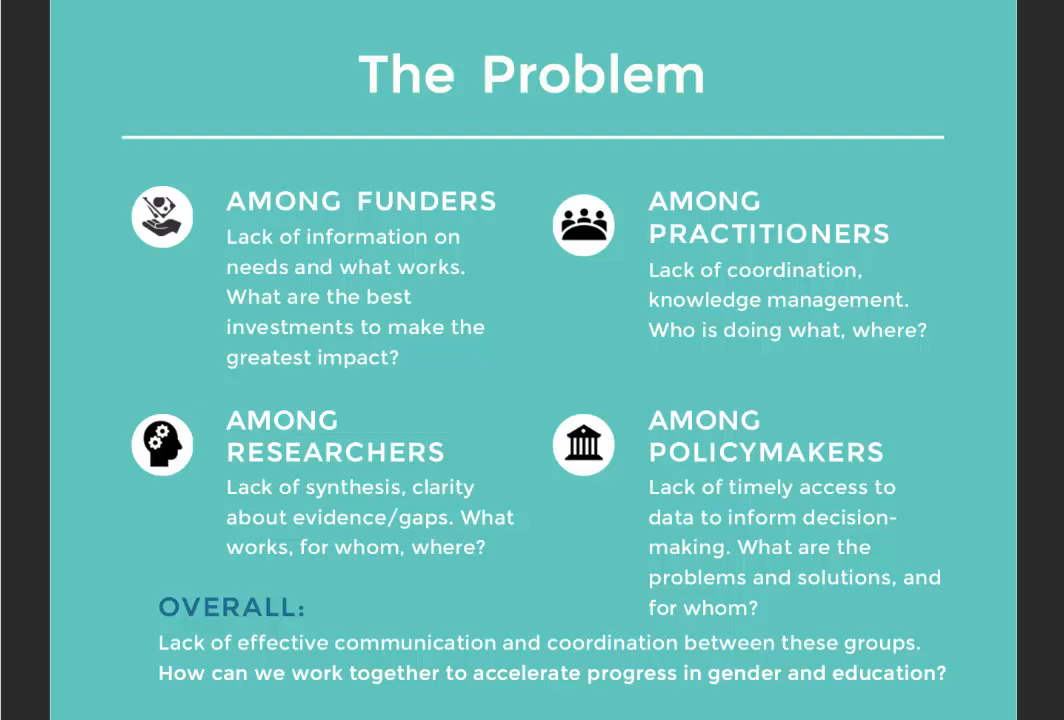 The Problem
AMONG FUNDERS
Lack of information on
needs and what works.
What are the best
investments to make the
greatest impact?
AMONG
PRACTITIONERS
Lack of coordination,
knowledge management.
Who is doing what, where?
AMONG
RESEARCHERS
Lack of synthesis, clarity
about evidence/gaps. What
works, for whom, where?
AMONG
POLICYMAKERS
Lack of timely access to
data to inform decision-
making. What are the
problems and solutions, and
for whom?
OVERALL:
Lack of effective communication and coordination between these groups.
How can we work together to accelerate progress in gender and education?